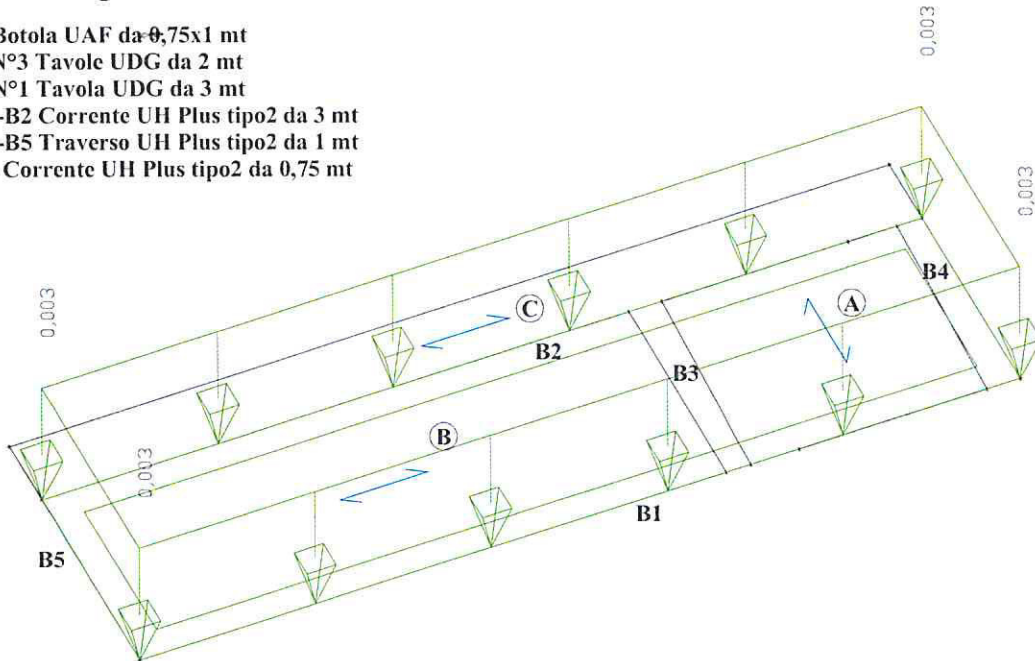 Botola UAF da 0,75x1 mt
N°3 Tavole UDG da 2 mt
N°1 Tavola UDG da 3 mt
-B2 Corrente UH Plus tipo2 da 3 mt
-B5 Traverso UH Plus tipo2 da 1 mt
Corrente UH Plus tipo2 da 0,75 mt
0,003
0,003
0,003
0,003
A
B
C
B1
B2
B3
B4
B5